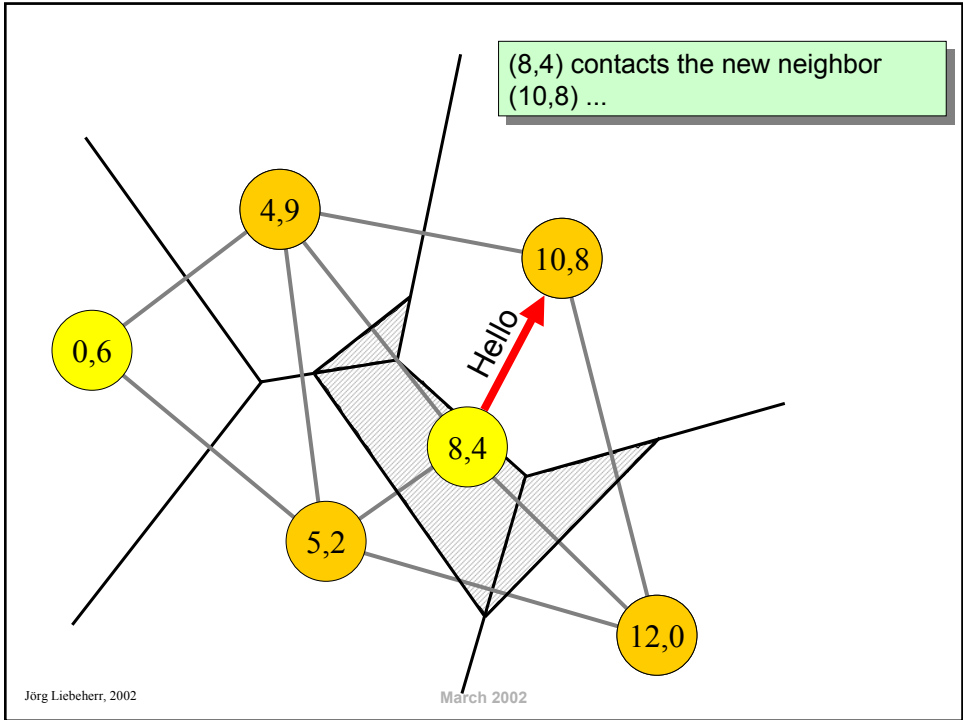 (8,4) contacts the new neighbor
(10,8) ...
4,9
10,8
Hello
0,6
8,4
5,2
12,0
Jörg Liebeherr, 2002
March 2002